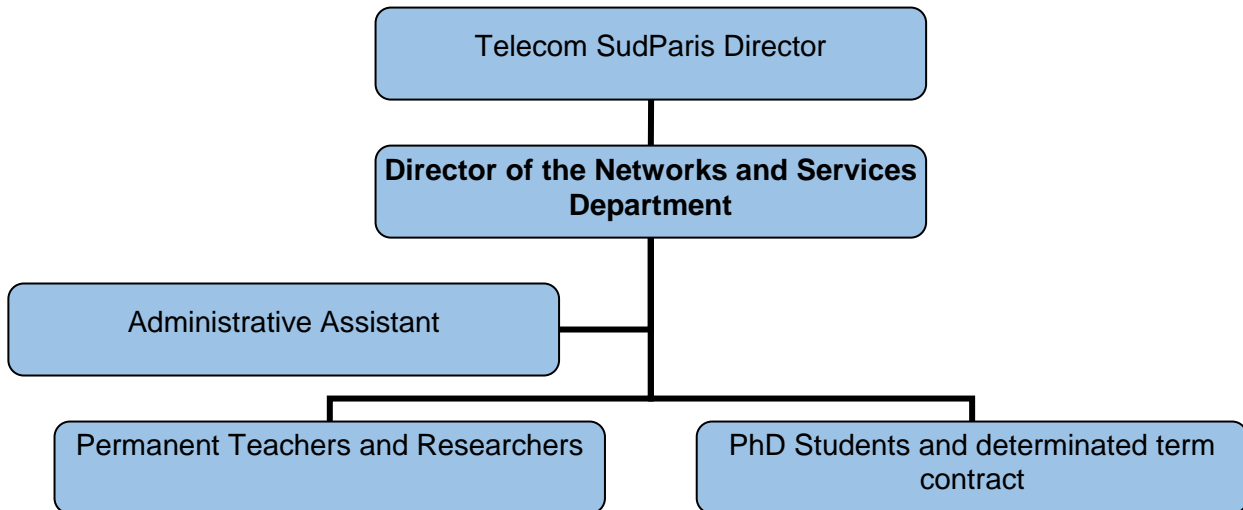 Telecom SudParis Director
Director of the Networks and Services
Department
Administrative Assistant
Permanent Teachers and Researchers
PhD Students and determinated term
contract